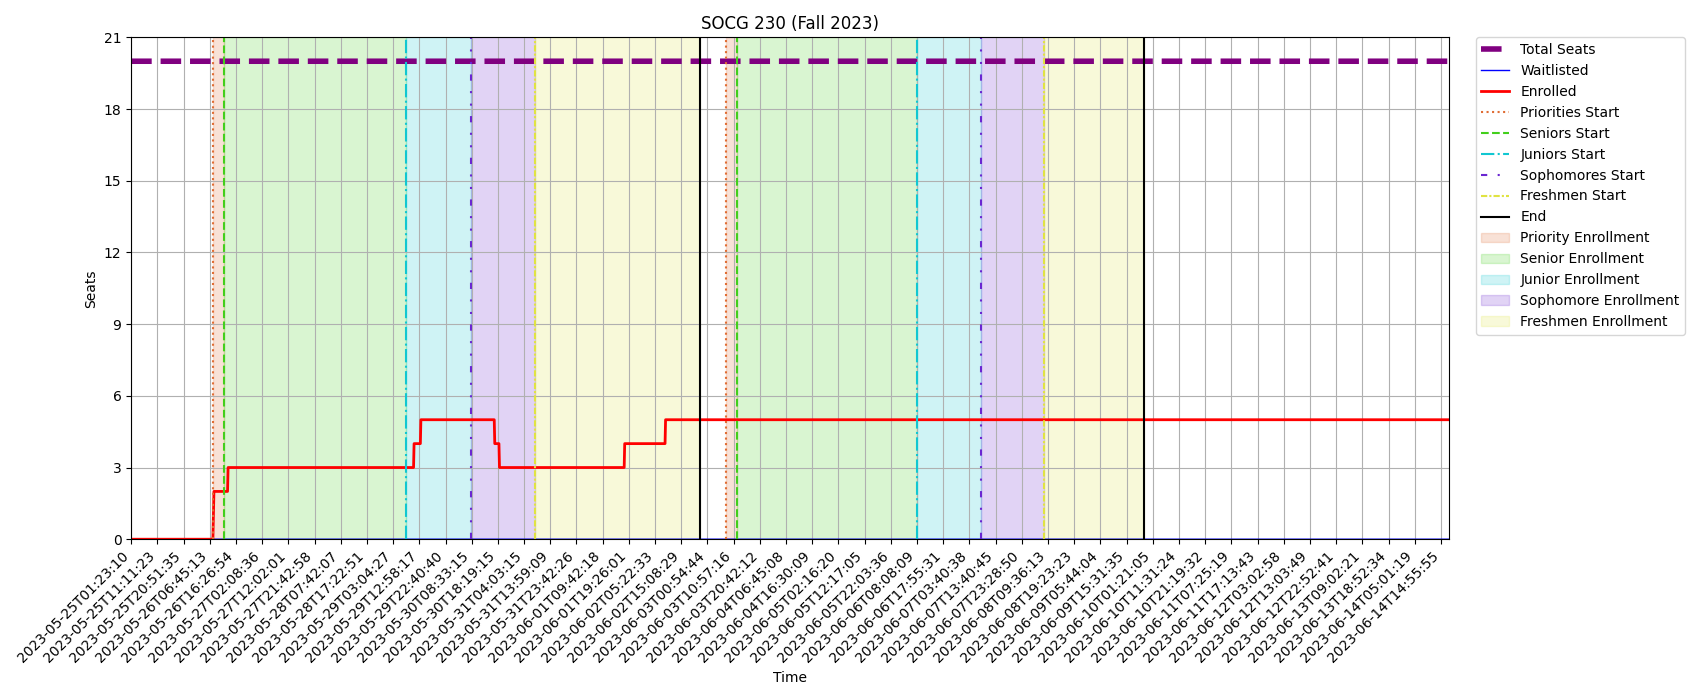 SOCG 230 (Fall 2023)
21
18
15
12
9
6
3
0
Seats
2023-05-25T01:23:10
2023-05-25T11:11:23
2023-05-25T20:51:35
2023-05-26T06:45:13
2023-05-26T16:26:54
2023-05-27T02:08:36
2023-05-27T12:02:01
2023-05-27T21:42:58
2023-05-28T07:42:07
2023-05-28T17:22:51
2023-05-29T03:04:27
2023-05-29T12:58:17
2023-05-29T22:40:40
2023-05-30T08:33:15
2023-05-30T18:19:15
2023-05-31T04:03:15
2023-05-31T13:59:09
2023-05-31T23:42:26
2023-06-01T09:42:18
2023-06-01T19:26:01
2023-06-02T05:22:33
2023-06-02T15:08:29
2023-06-03T00:54:44
2023-06-03T10:57:16
2023-06-03T20:42:12
2023-06-04T06:45:08
2023-06-04T16:30:09
2023-06-05T02:16:20
2023-06-05T12:17:05
2023-06-05T22:03:36
2023-06-06T08:08:09
2023-06-06T17:55:31
2023-06-07T03:40:38
2023-06-07T13:40:45
2023-06-07T23:28:50
2023-06-08T09:36:13
2023-06-08T19:23:23
2023-06-09T05:44:04
2023-06-09T15:31:35
2023-06-10T01:21:05
2023-06-10T11:31:24
2023-06-10T21:19:32
2023-06-11T07:25:19
2023-06-11T17:13:43
2023-06-12T03:02:58
2023-06-12T13:03:49
2023-06-12T22:52:41
2023-06-13T09:02:21
2023-06-13T18:52:34
2023-06-14T05:01:19
2023-06-14T14:55:55
Time
Total Seats
Waitlisted
Enrolled
Priorities Start
Seniors Start
Juniors Start
Sophomores Start
Freshmen Start
End
Priority Enrollment
Senior Enrollment
Junior Enrollment
Sophomore Enrollment
Freshmen Enrollment